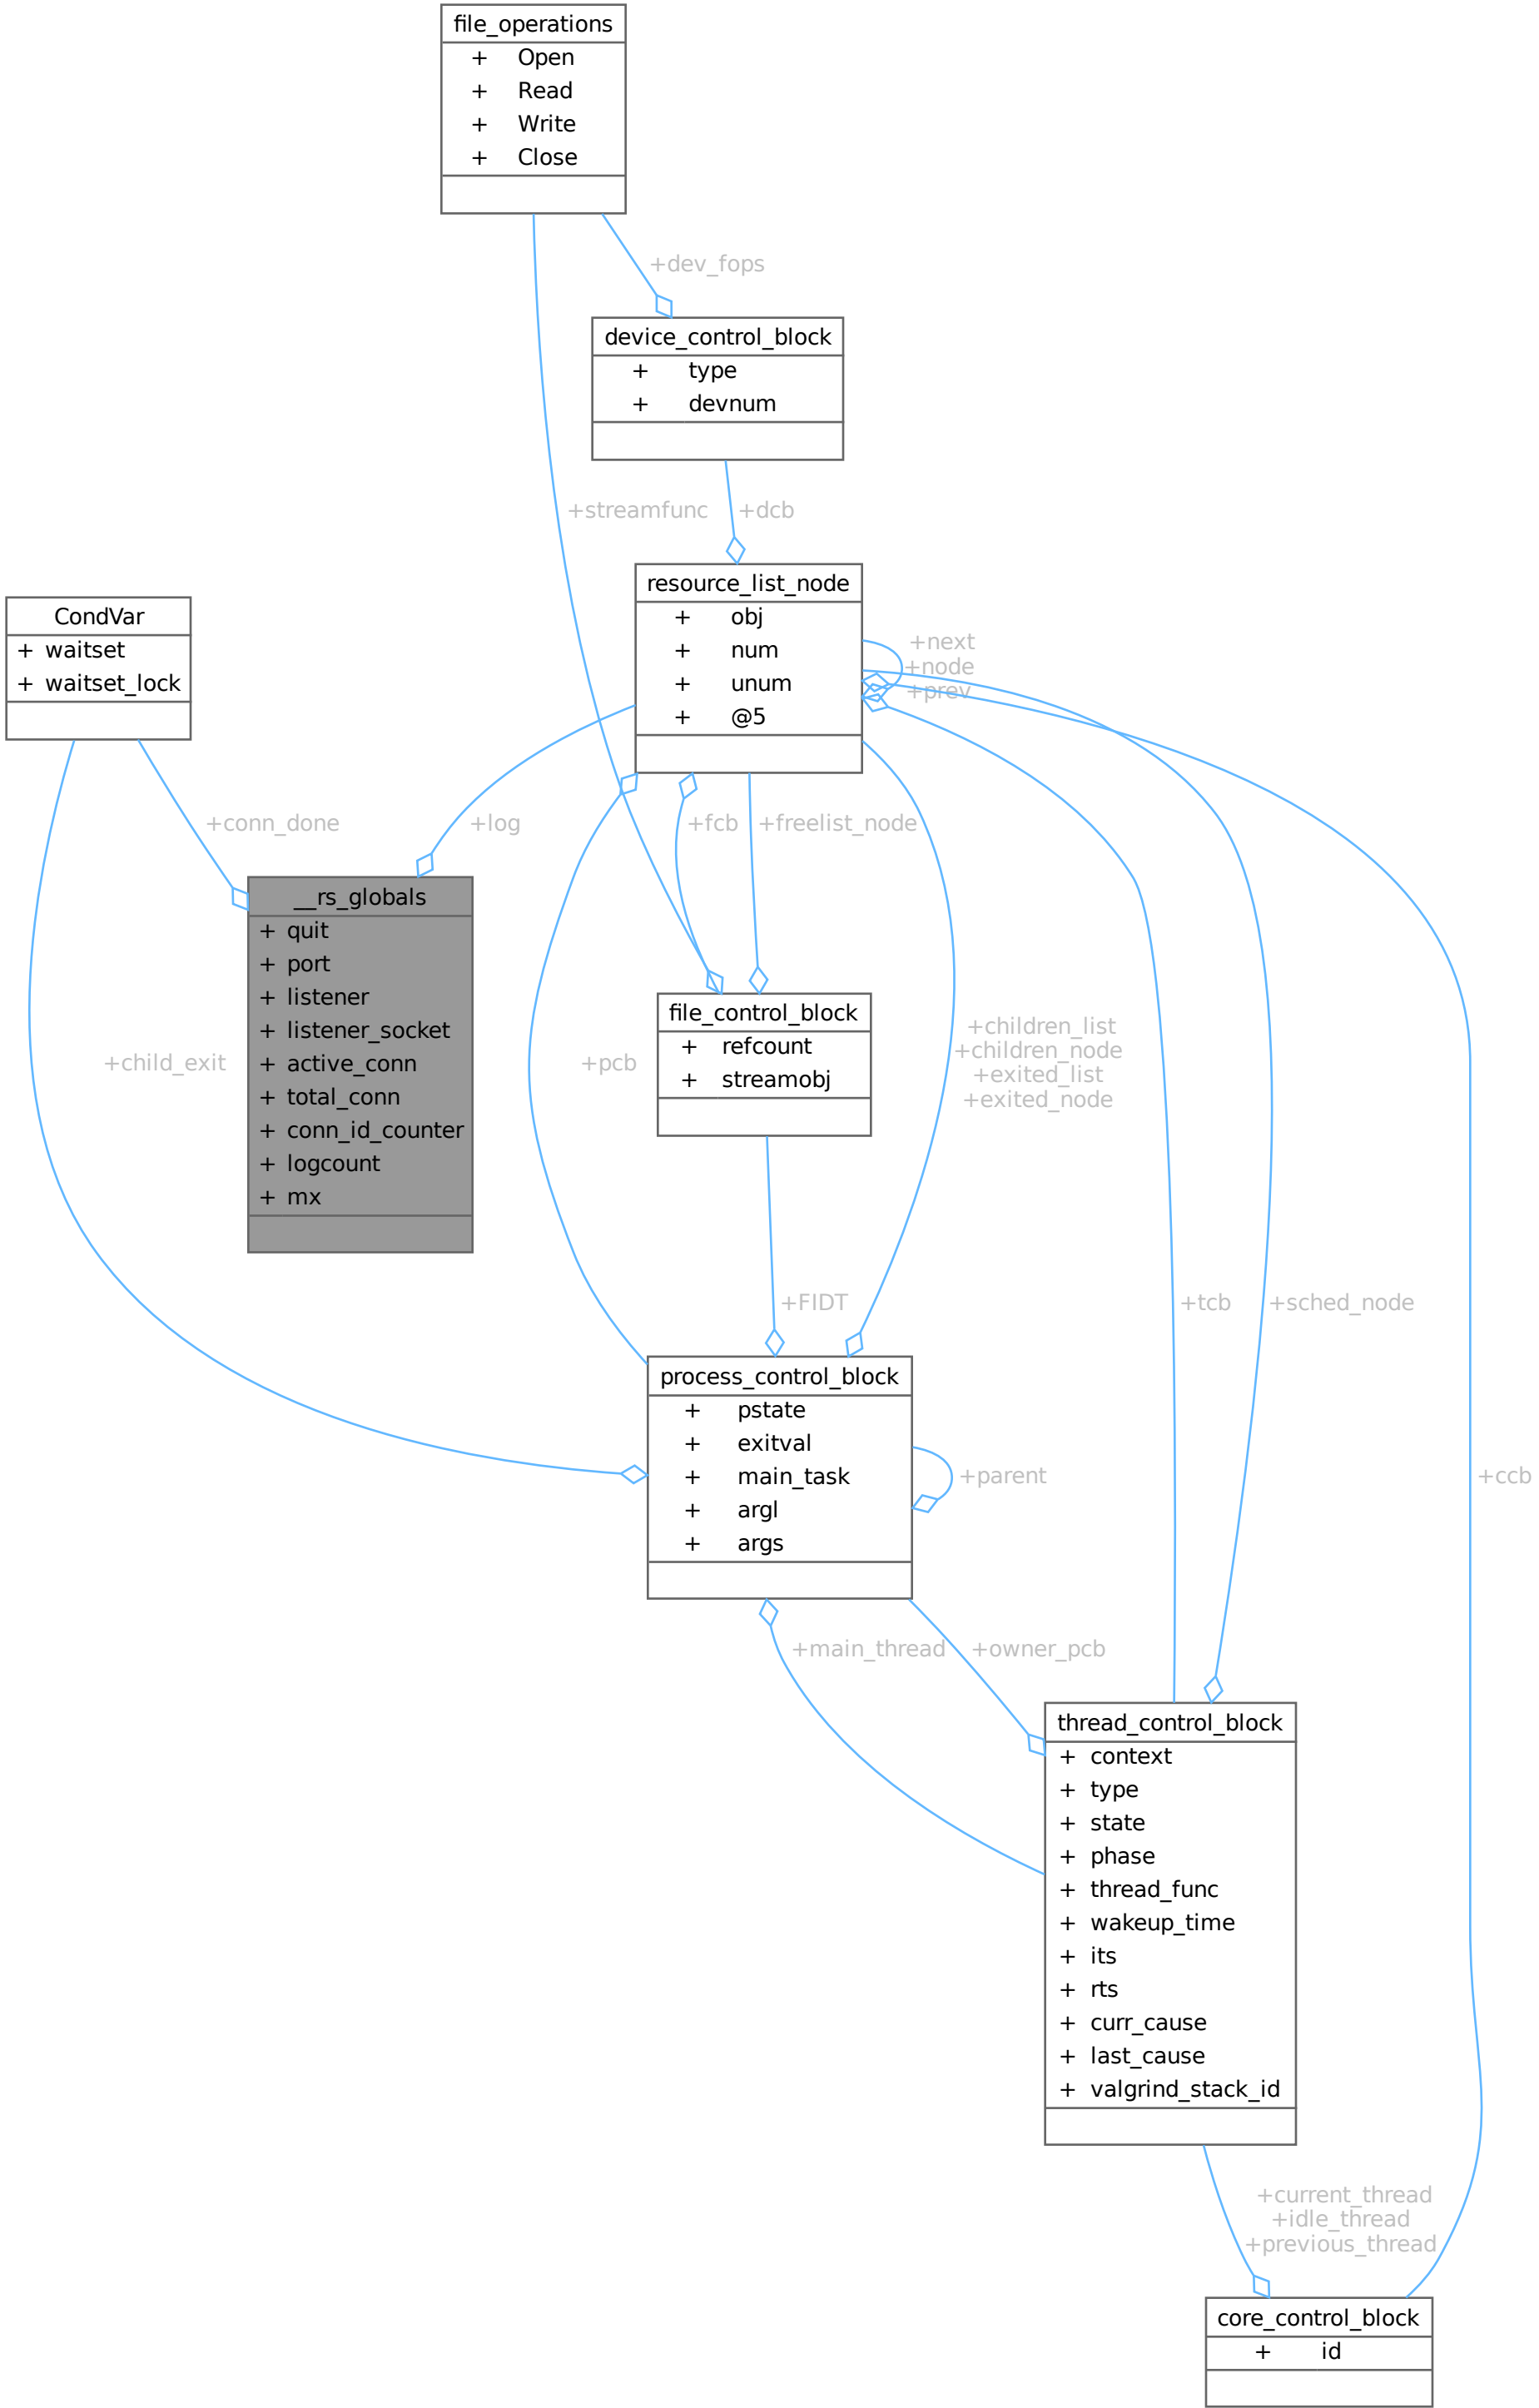 file_operations
+ Open
+ Read
+ Write
+ Close
+dev_fops
device_control_block
+ type
+ devnum
+streamfunc
+dcb
resource_list_node
+ obj
+ num
+ unum
+ @5
+next
+node
+prev
CondVar
+ waitset
+ waitset_lock
+conn_done
+log
+fcb
+freelist_node
__rs_globals
+ quit
+ port
+ listener
+ listener_socket
+ active_conn
+ total_conn
+ conn_id_counter
+ logcount
+ mx
+child_exit
+pcb
file_control_block
+ refcount
+ streamobj
+children_list
+children_node
+exited_list
+exited_node
+FIDT
+tcb
+sched_node
process_control_block
+ pstate
+ exitval
+ main_task
+ argl
+ args
+parent
+ccb
+main_thread
+owner_pcb
thread_control_block
+ context
+ type
+ state
+ phase
+ thread_func
+ wakeup_time
+ its
+ rts
+ curr_cause
+ last_cause
+ valgrind_stack_id
+current_thread
+idle_thread
+previous_thread
core_control_block
+ id